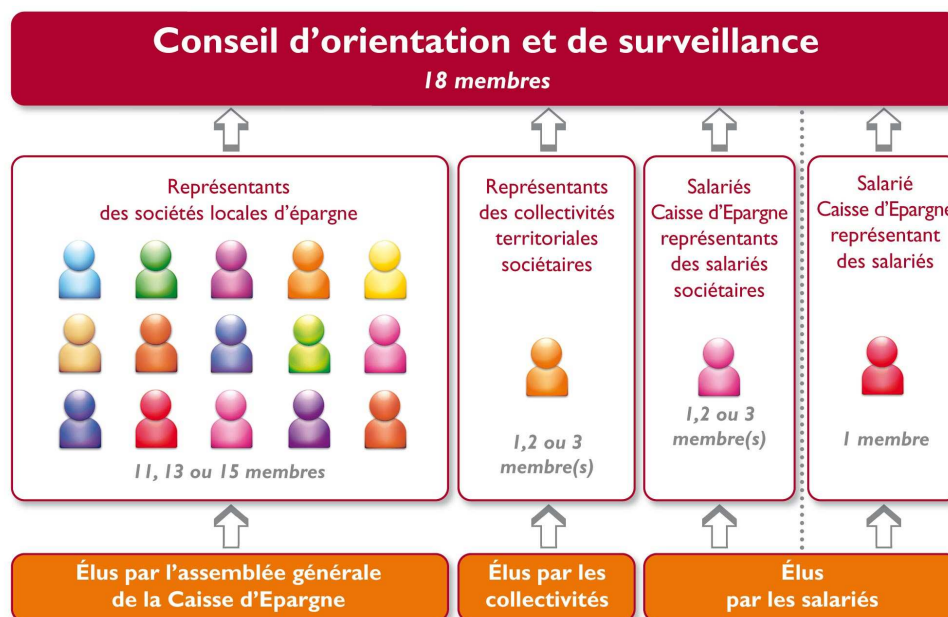 Conseil d'orientation et de surveillance
18 membres
Représentants
des sociétés locales d'épargne
11, 13 ou 15 membres
Représentants
des collectivités
territoriales
sociétaires
1,2 ou 3
membre(s)
Salariés
Caisse d'Epargne
représentants
des salariés
sociétaires
1,2 ou 3
membre(s)
Salarié
Caisse d'Epargne
représentant
des salariés
1 membre
Élus par l'assemblée générale
de la Caisse d'Epargne
Élus par les
collectivités
Élus
par les salariés